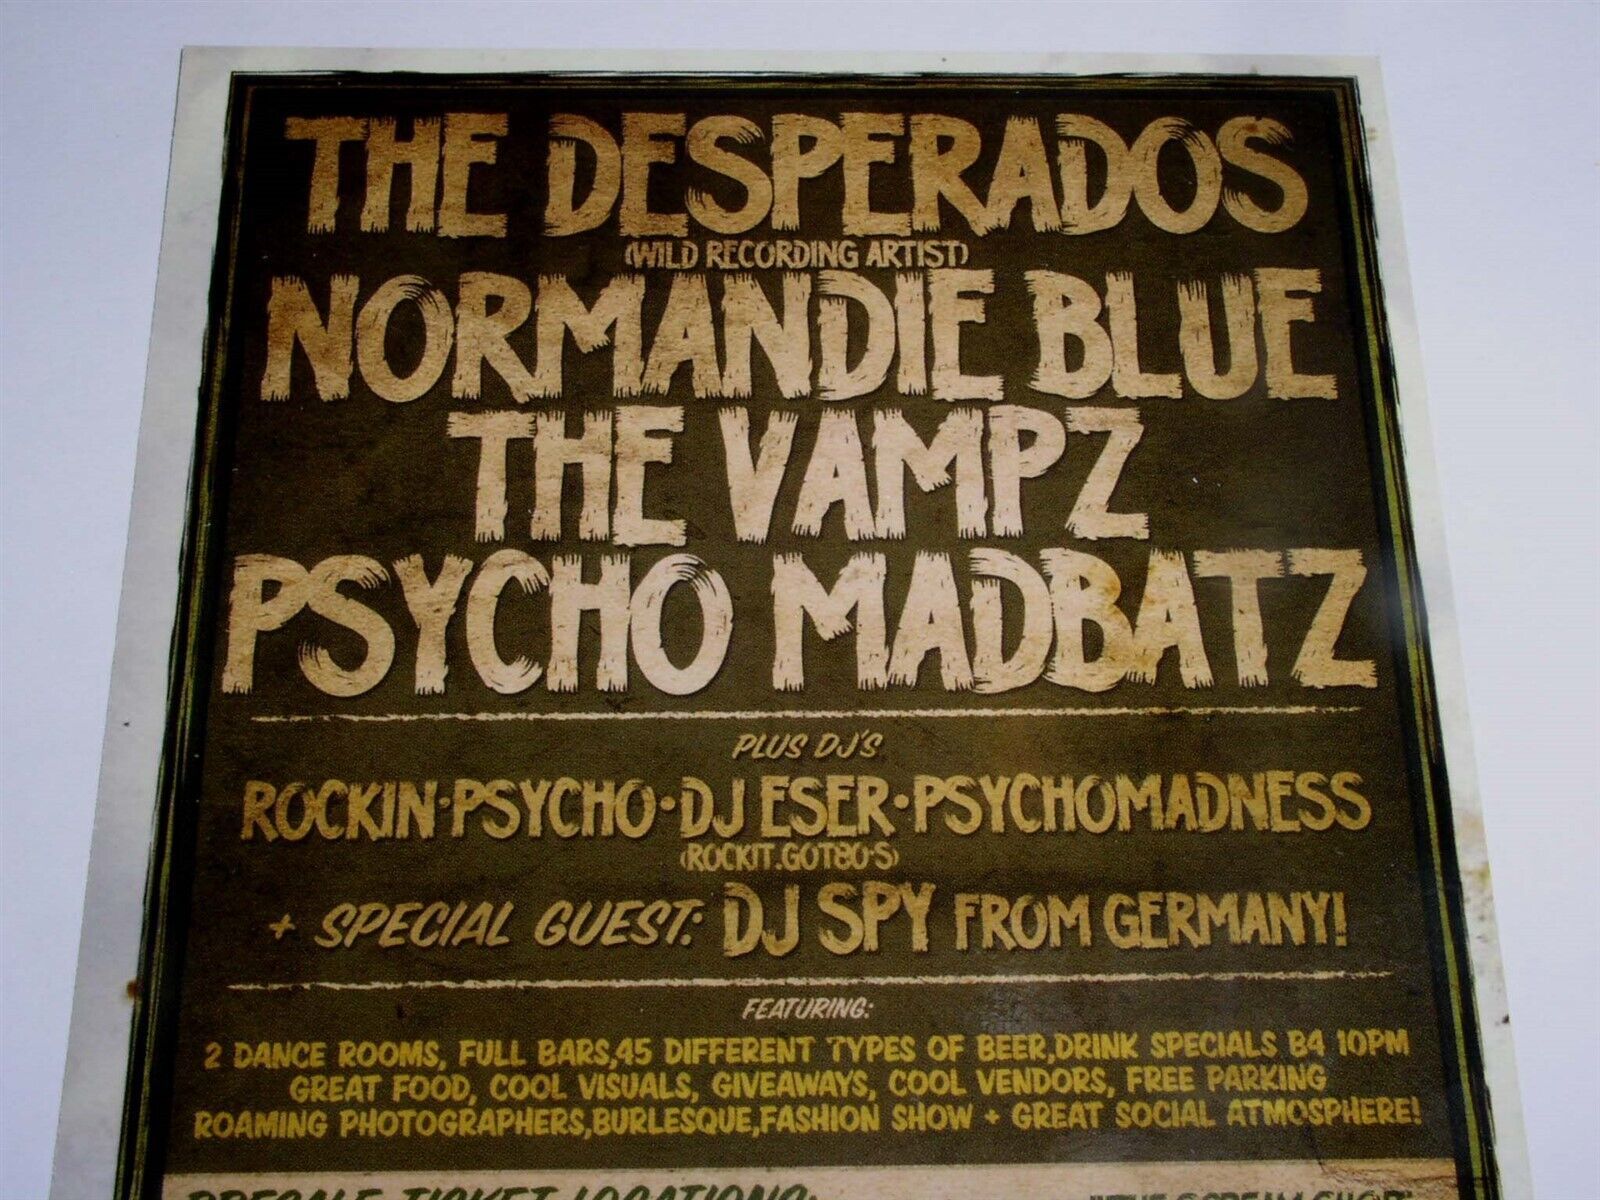 THE DESPERADOS
(WILD RECORDING ARTIST)
NORMANDIE BLUE
THE VAMPZ
PSYCHO MADBATZ
PLUS DJ'S
ROCKIN•PSYCHO•DJ ESER•PSYCHOMADNESS
(ROCKIT.GOT80'S)
+ SPECIAL GUEST: DJ SPY FROM GERMANY!
FEATURING:
2 DANCE ROOMS, FULL BARS,45 DIFFERENT TYPES OF BEER,DRINK SPECIALS B4 10PM
GREAT FOOD, COOL VISUALS, GIVEAWAYS, COOL VENDORS, FREE PARKING
ROAMING PHOTOGRAPHERS,BURLESQUE,FASHION SHOW + GREAT SOCIAL ATMOSPHERE!
PRESALE TICKET LOCATIONS: